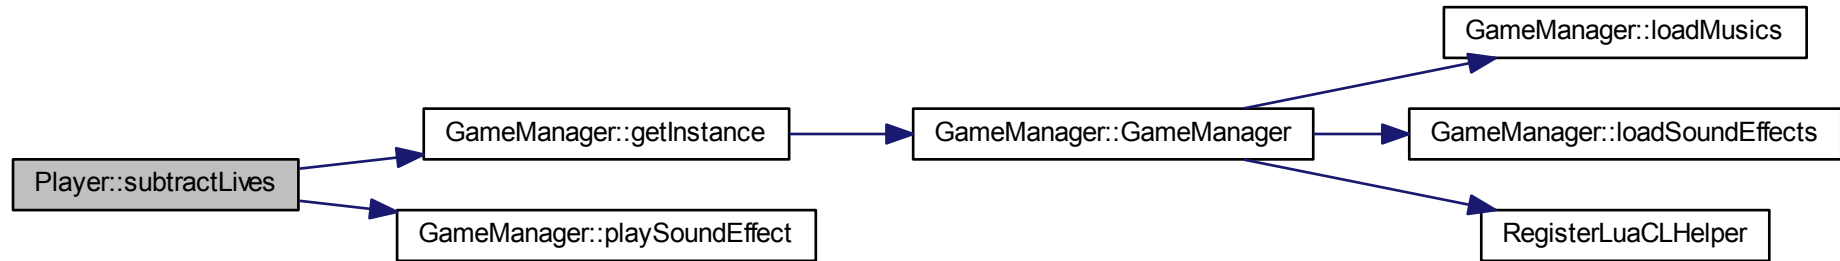 Player::subtractLives
GameManager::getInstance
GameManager::playSoundEffect
GameManager::GameManager
GameManager::loadMusics
GameManager::loadSoundEffects
RegisterLuaCLHelper